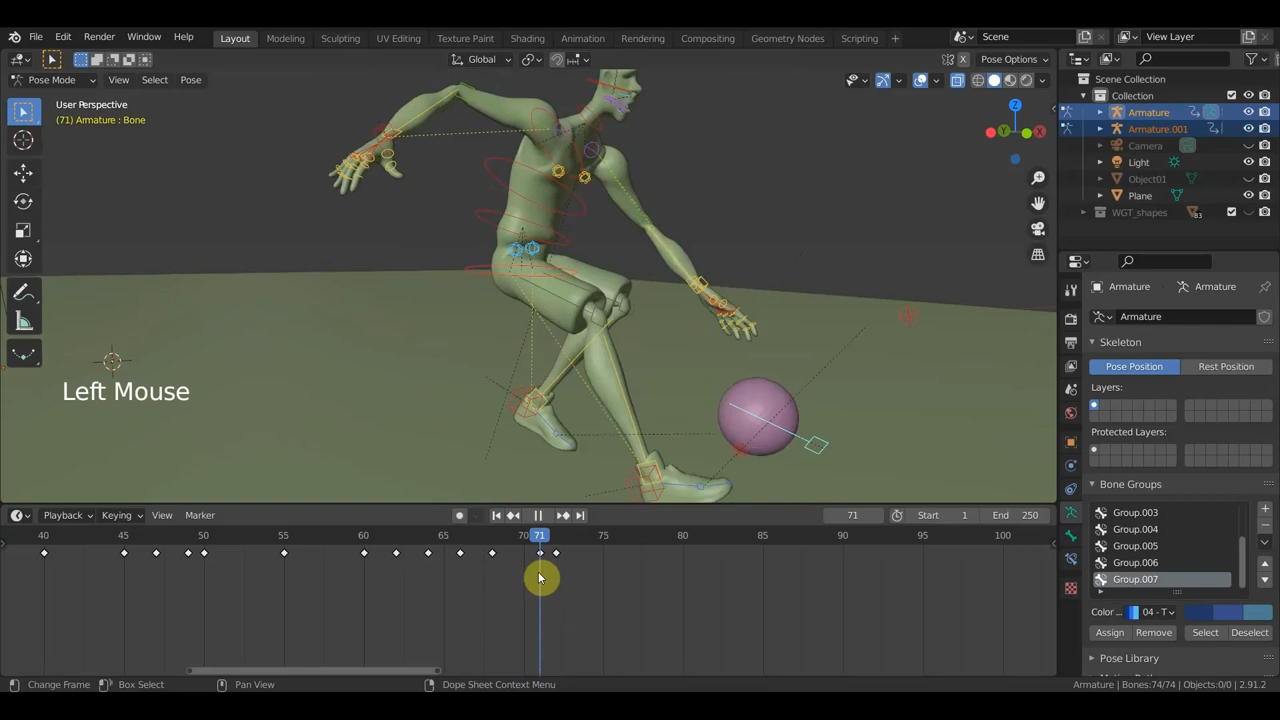 File Edit Render Window Help Layout Modeling Sculpting UV Editing Texture Paint Shading Animation Rendering Compositing Geometry Nodes Scripting + Scene View Layer
Pose Mode View Select Pose Global X Pose Options
User Perspective
(71) Armature : Bone
Z
Y
X
Left Mouse
Scene Collection
Collection
Armature
Armature.001
Camera
Light
Object01
Plane
WGT_shapes 83
Armature Armature
Armature
Skeleton
Pose Position Rest Position
Layers:
Protected Layers:
Bone Groups
Group.003
Group.004
Group.005
Group.006
Group.007
Color... 04 - T
Assign Remove Select Deselect
Pose Library
Playback Keying View Marker 71 Start 1 End 250
40 45 50 55 60 65 70 71 75 80 85 90 95 100
Change Frame Box Select Pan View Dope Sheet Context Menu Armature | Bones:74/74 | Objects:0/0 | 2.91.2